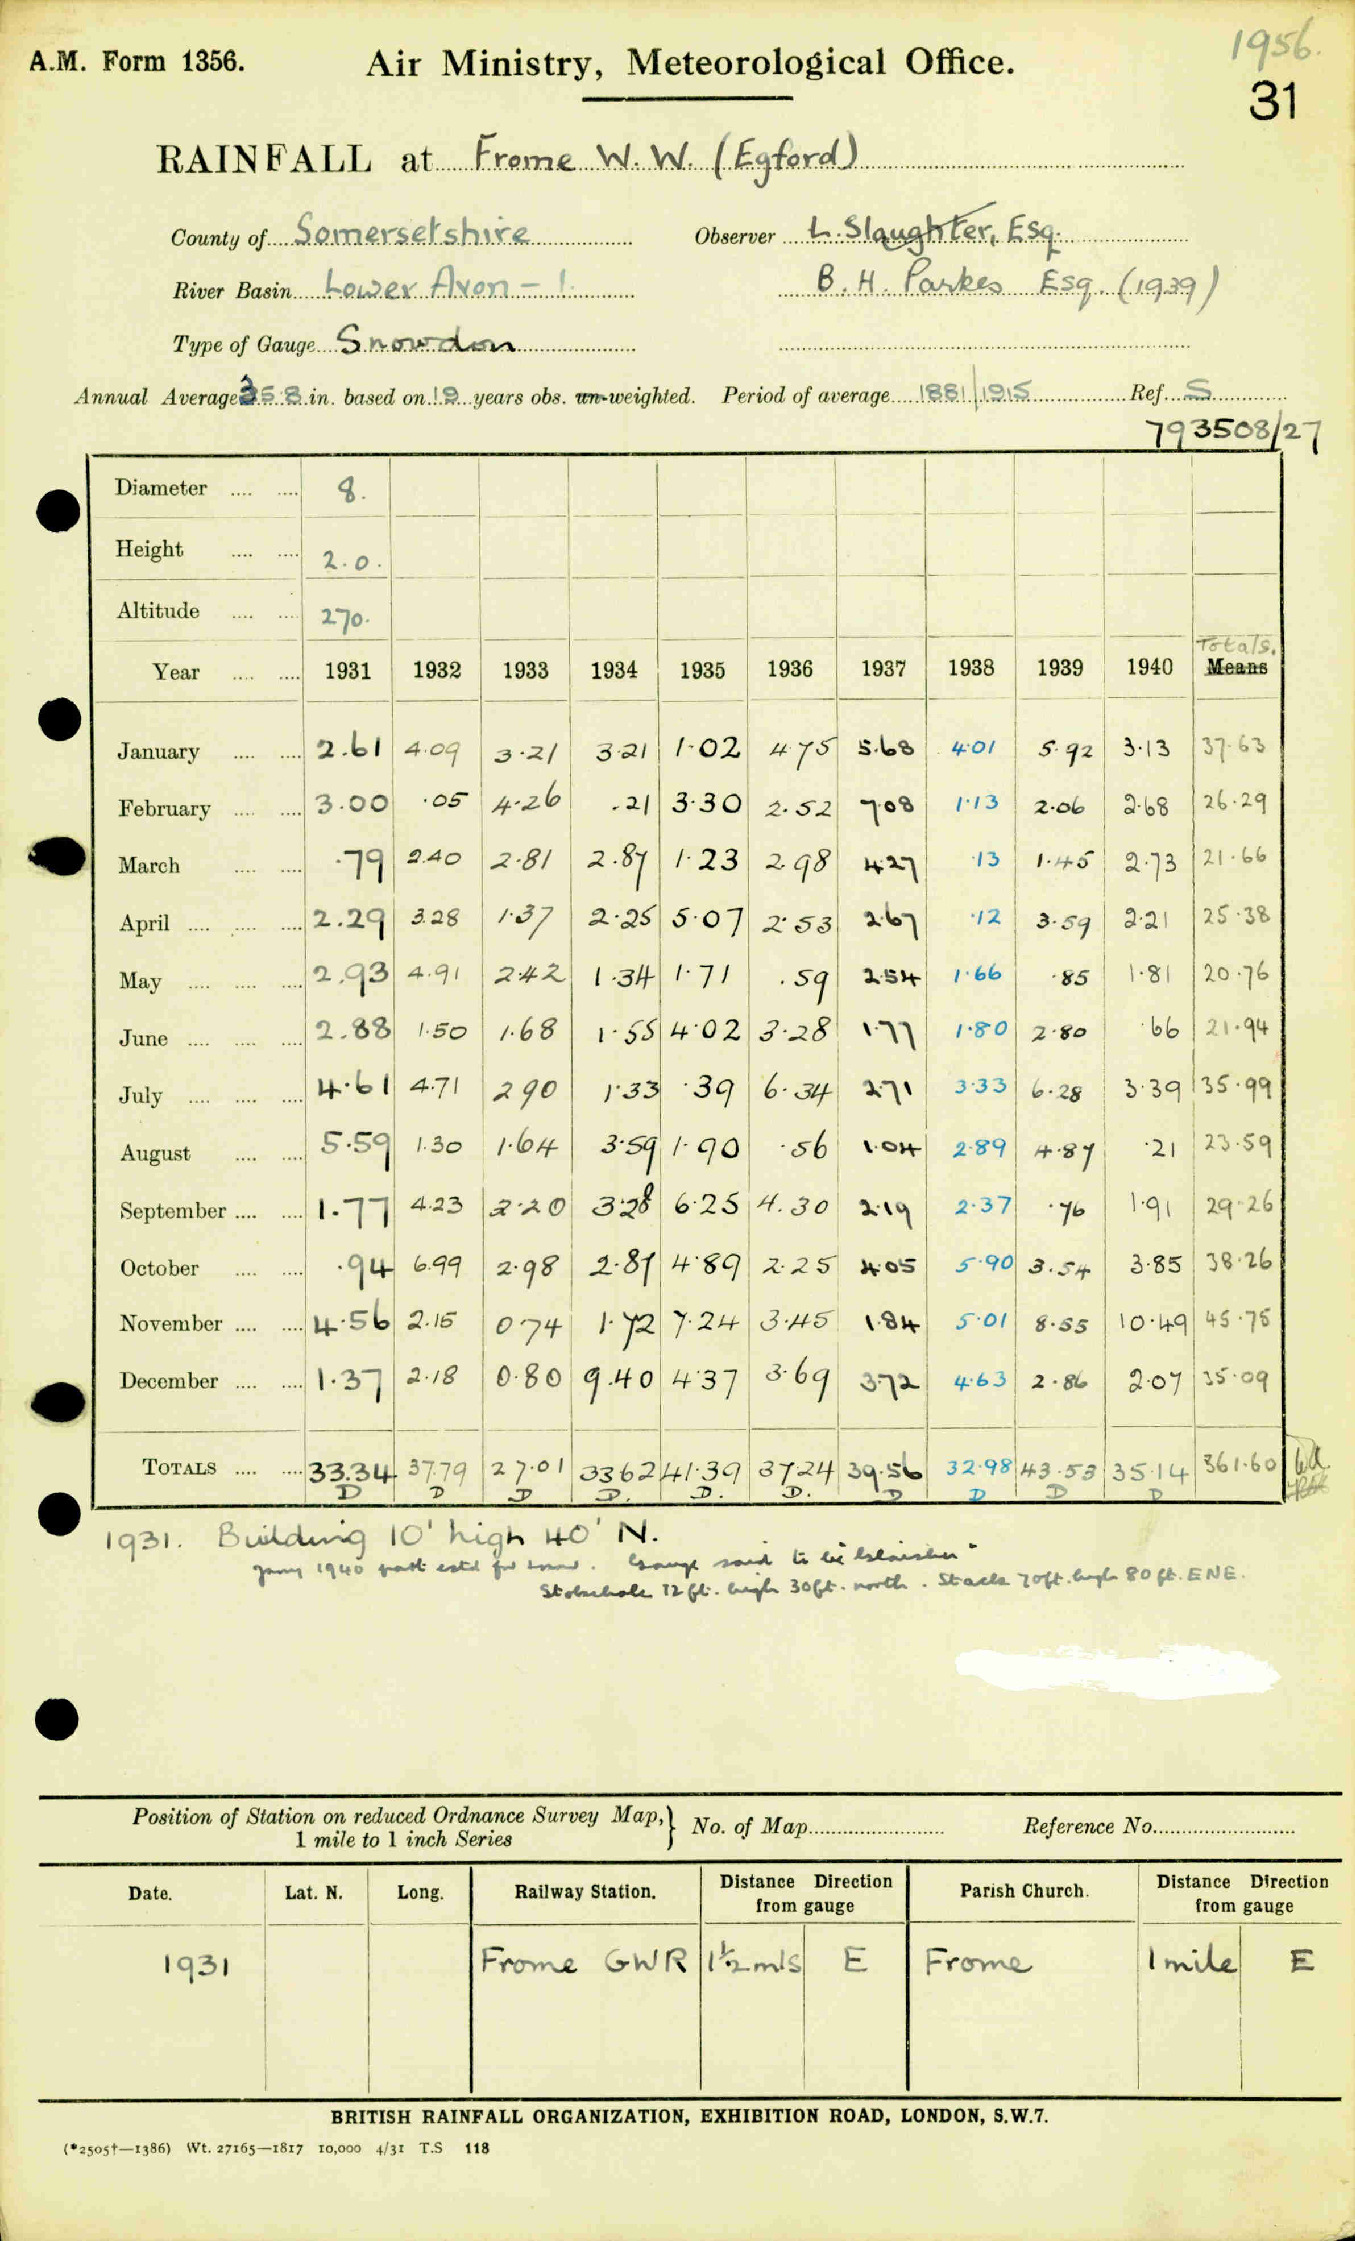 1956.
A.M. Form 1356. Air Ministry, Meteorological Office.
31
RAINFALL at Frome W. W. (Egford)
County of Somersetshire Observer L. Slaughter, Esq.
River Basin Lower Avon – 1. B. H. Parkes Esq. (1939)
Type of Gauge Snowdon
Annual Average 35.8 in. based on 19 years obs. un-weighted. Period of average 1881 1915 Ref. S
793508/27
Diameter 8.
Height 2.0.
Altitude 270.
Totals.
Year 1931 1932 1933 1934 1935 1936 1937 1938 1939 1940 Means
January 2.61 4.09 3.21 3.21 1.02 4.75 5.68 4.01 5.92 3.13 37.63
February 3.00 .05 4.26 .21 3.30 2.52 7.08 1.13 2.06 2.68 26.29
March .79 2.40 2.81 2.87 1.23 2.98 4.27 .13 1.45 2.73 21.66
April 2.29 3.28 1.37 2.25 5.07 2.53 2.67 .12 3.59 2.21 25.38
May 2.93 4.91 2.42 1.34 1.71 .59 2.54 1.66 .85 1.81 20.76
June 2.88 1.50 1.68 1.55 4.02 3.28 1.77 1.80 2.80 .66 21.94
July 4.61 4.71 2.90 1.33 .39 6.34 2.71 3.33 6.28 3.39 35.99
August 5.59 1.30 1.64 3.59 1.90 .56 1.04 2.89 4.87 .21 23.59
September 1.77 4.23 2.20 3.28 6.25 4.30 2.19 2.37 .76 1.91 29.26
October .94 6.99 2.98 2.87 4.89 2.25 4.05 5.90 3.54 3.85 38.26
November 4.56 2.15 0.74 1.72 7.24 3.45 1.84 5.01 8.55 10.49 45.75
December 1.37 2.18 0.80 9.40 4.37 3.69 3.72 4.63 2.86 2.07 35.09
TOTALS 33.34 37.79 27.01 33.62 41.39 37.24 39.56 32.98 43.53 35.14 361.60
D D D D. D. D. D D D D
1931. Building 10' high 40' N.
1940 part estd for snow. Gauge said to be
12 ft. high 30 ft. north. Stack 70ft. high 80 ft. ENE.
Position of Station on reduced Ordnance Survey Map, } No. of Map Reference No.
1 mile to 1 inch Series
Date. Lat. N. Long. Railway Station. Distance Direction from gauge Parish Church. Distance Direction from gauge
1931 Frome GWR 1½ mls E Frome 1 mile E
BRITISH RAINFALL ORGANIZATION, EXHIBITION ROAD, LONDON, S.W.7.
(*2505†—1386) Wt. 27165—1817 10,000 4/31 T.S 118